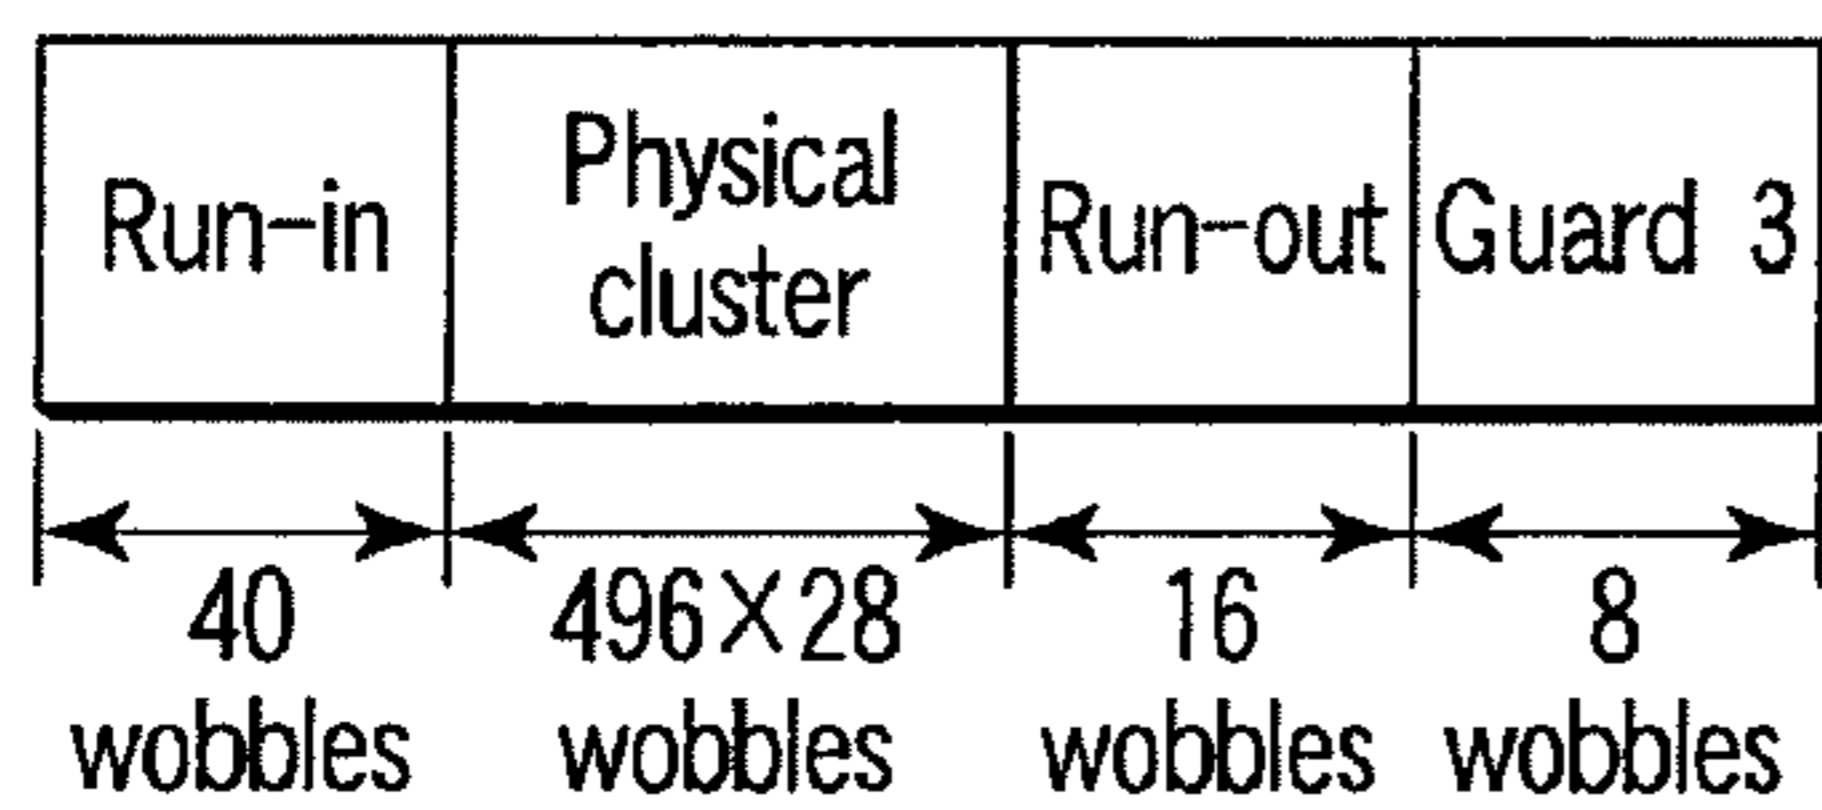 Run-in
Physical
cluster
Run-out
Guard 3
40
wobbles
496×28
wobbles
16
wobbles
8
wobbles